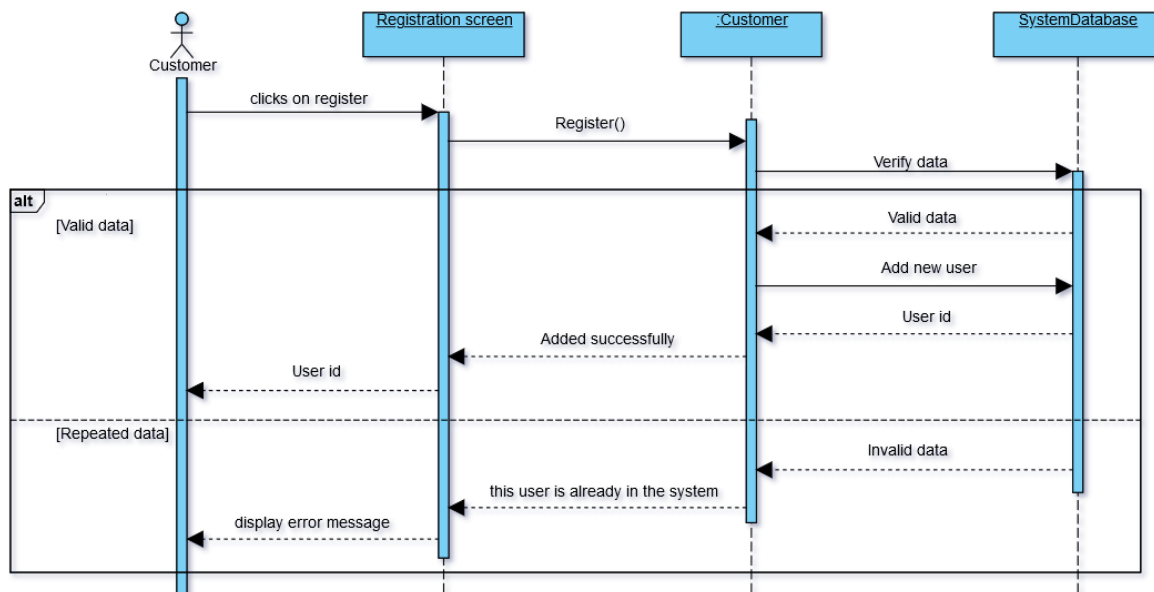 Registration screen
:Customer
SystemDatabase
Customer
clicks on register
Register()
Verify data
alt
[Valid data]
Valid data
Add new user
User id
Added successfully
User id
[Repeated data]
Invalid data
this user is already in the system
display error message